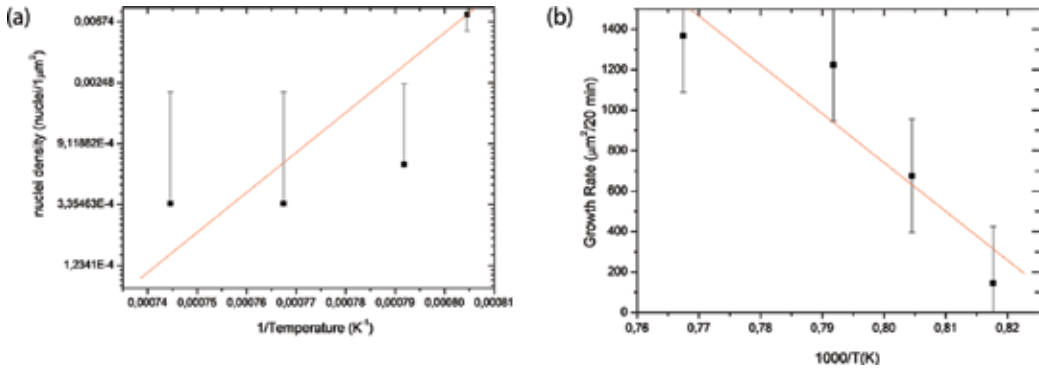 (a)
nuclei density (nuclei/1μm²)
0,00674
0,00248
9,11882E-4
3,35463E-4
1,2341E-4
0,00074 0,00075 0,00076 0,00077 0,00078 0,00079 0,00080 0,00081
1/Temperature (K⁻¹)
(b)
Growth Rate (μm²/20 min)
1400
1200
1000
800
600
400
200
0
0,76 0,77 0,78 0,79 0,80 0,81 0,82
1000/T(K)